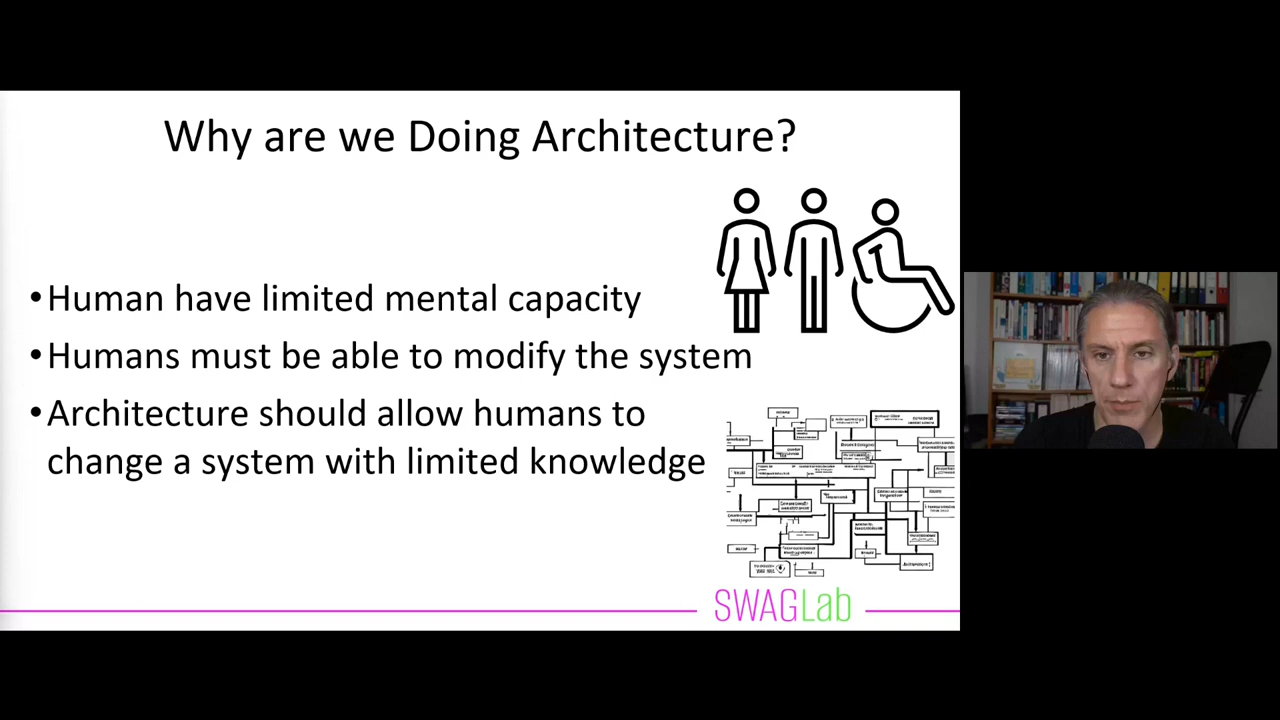 Why are we Doing Architecture?
•Human have limited mental capacity
•Humans must be able to modify the system
•Architecture should allow humans to
change a system with limited knowledge
SWAGLab